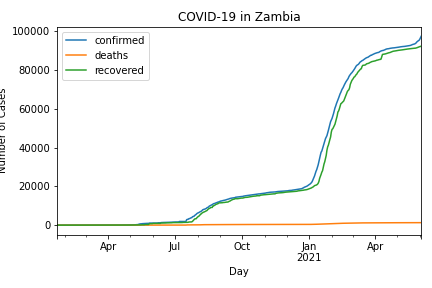 COVID-19 in Zambia
100000
80000
60000
40000
20000
0
Number of Cases
confirmed
deaths
recovered
Apr
Jul
Oct
Jan
2021
Apr
Day